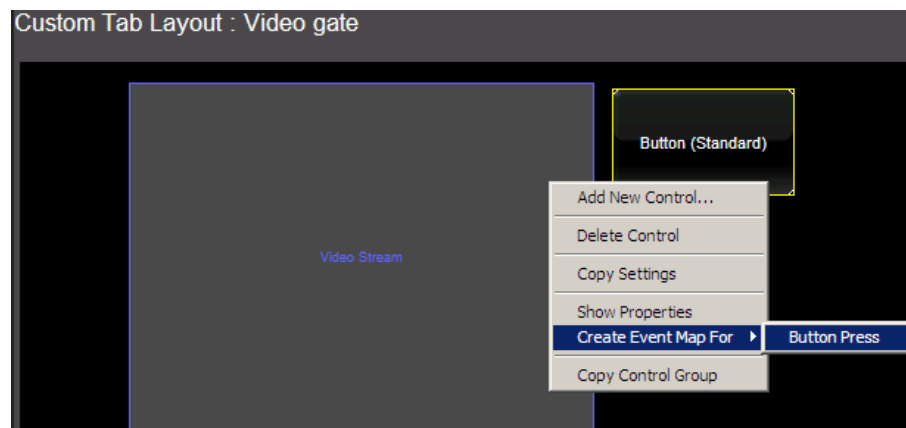 Custom Tab Layout : Video gate
Button (Standard)
Video Stream
Add New Control...
Delete Control
Copy Settings
Show Properties
Create Event Map For
Button Press
Copy Control Group